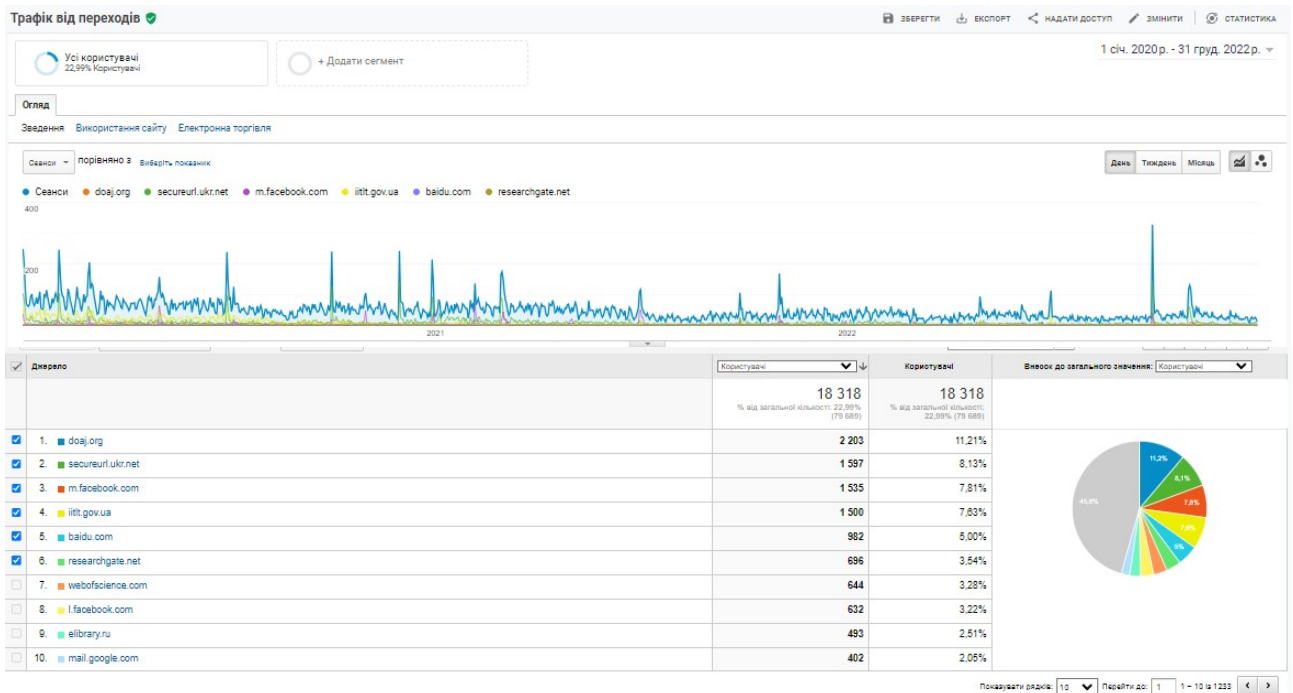 Трафік від переходів
ЗБЕРЕГТИ ЕКСПОРТ НАДАТИ ДОСТУП ЗМІНИТИ СТАТИСТИКА
Усі користувачі
22,99% Користувачі
+ Додати сегмент
1 січ. 2020 р. - 31 груд. 2022 р.
Огляд
Зведення Використання сайту Електронна торгівля
Сеанси порівняно з Виберіть показник
День Тиждень Місяць
Сеанси doaj.org secureurl.ukr.net m.facebook.com iitlt.gov.ua baidu.com researchgate.net
400
200
2021 2022
Джерело Користувачі Користувачі Внесок до загального значення: Користувачі
18 318 18 318
% від загальної кількості: 22,99% (79 689) % від загальної кількості: 22,99% (79 689)
1. doaj.org 2 203 11,21%
2. secureurl.ukr.net 1 597 8,13%
3. m.facebook.com 1 535 7,81%
4. iitlt.gov.ua 1 500 7,63%
5. baidu.com 982 5,00%
6. researchgate.net 696 3,54%
7. webofscience.com 644 3,28%
8. l.facebook.com 632 3,22%
9. elibrary.ru 493 2,51%
10. mail.google.com 402 2,05%
11,2%
8,1%
7,8%
7,6%
5%
Показувати рядків: 10 Перейти до: 1 1 – 10 із 1233